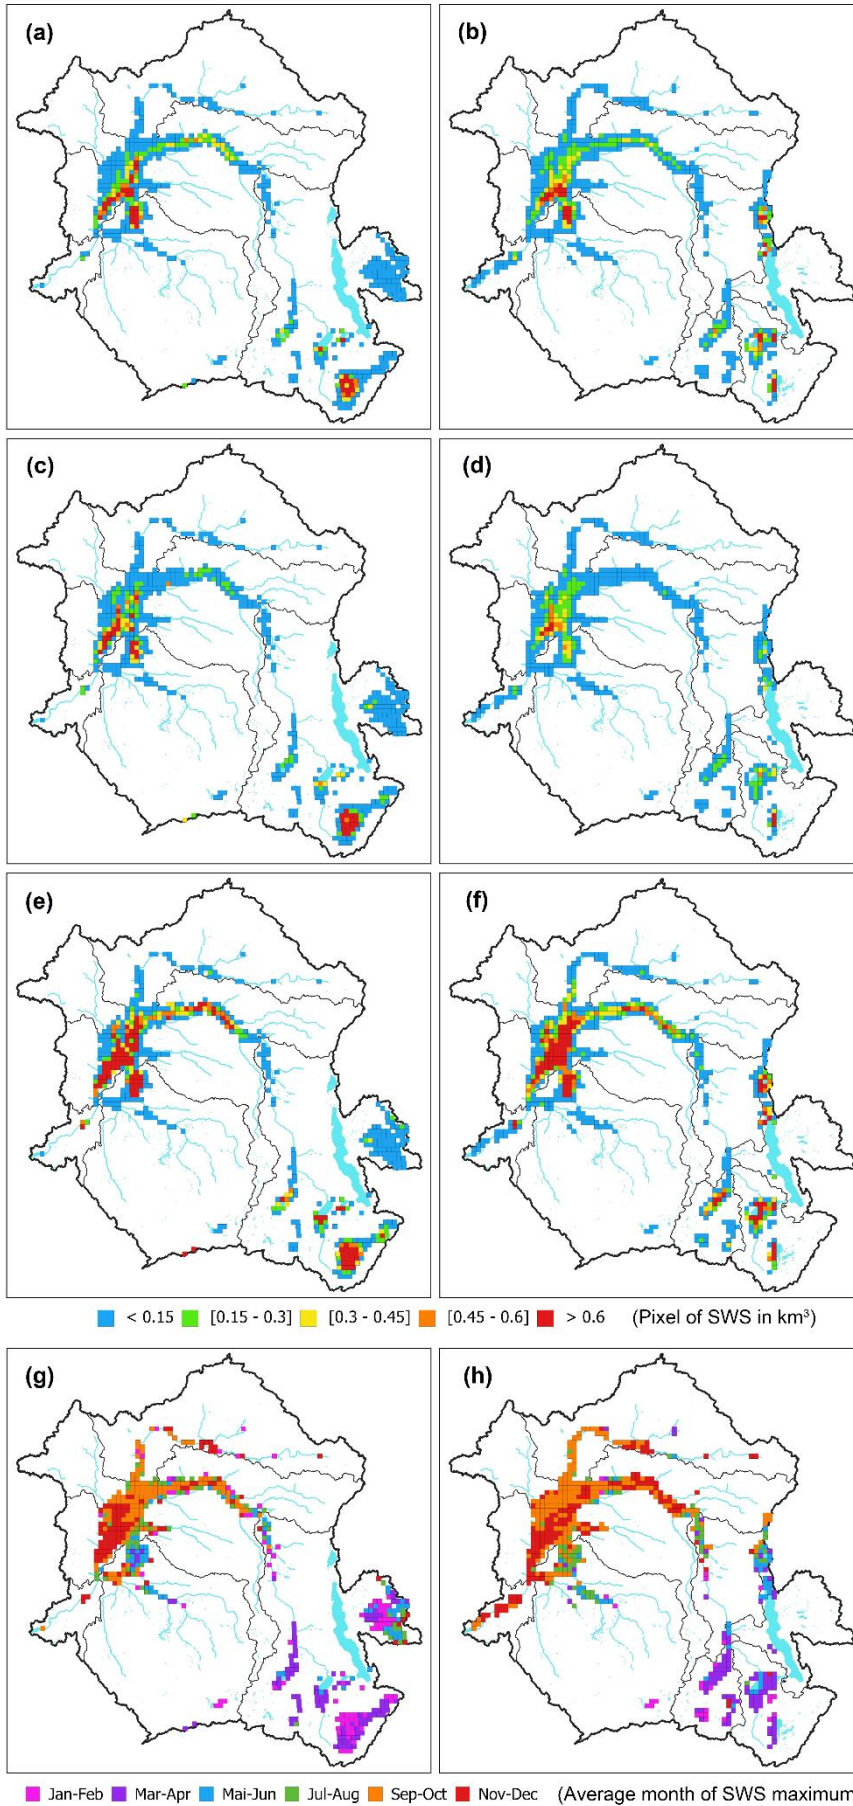 (a) (b)
(c) (d)
(e) (f)
< 0.15 [0.15 - 0.3] [0.3 - 0.45] [0.45 - 0.6] > 0.6 (Pixel of SWS in km³)
(g) (h)
Jan-Feb Mar-Apr Mai-Jun Jul-Aug Sep-Oct Nov-Dec (Average month of SWS maximum